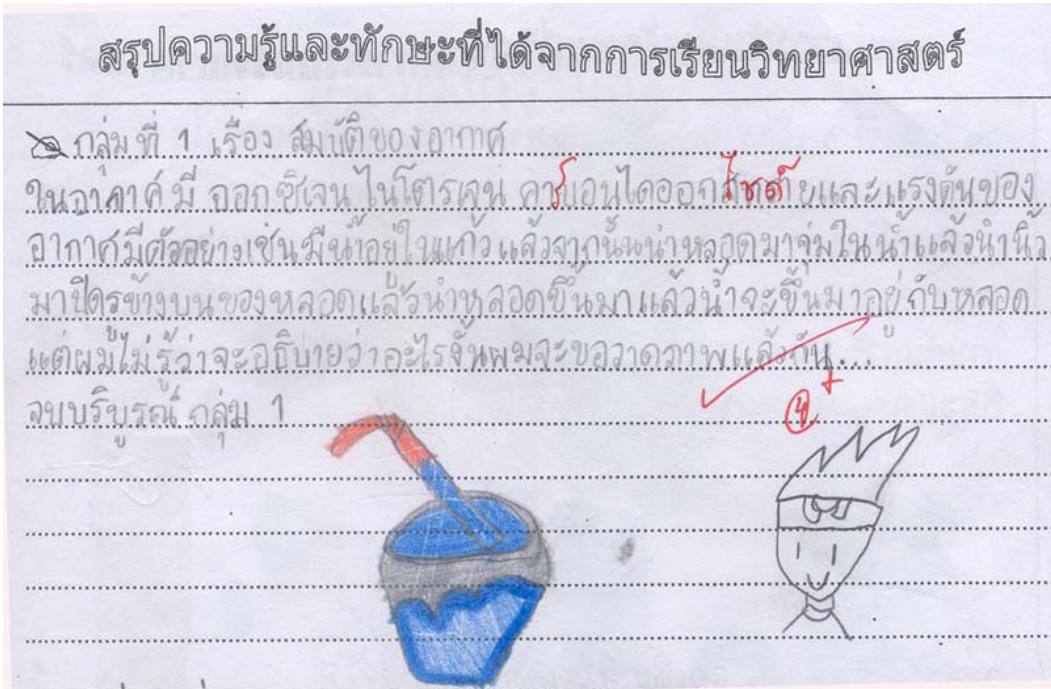 สรุปความรู้และทักษะที่ได้จากการเรียนวิทยาศาสตร์
กลุ่มที่ 1 เรื่อง สมบัติของอากาศ
ในอากาศมี ออกซิเจน ไนโตรเจน คาร์บอนไดออกไซด์ และแรงดันของ
อากาศมีตัวอย่างเช่นมีน้ำอยู่ในแก้วแล้วจากนั้นนำหลอดมาจุ่มในน้ำแล้วนำนิ้ว
มาปิดรูข้างบนของหลอดแล้วนำหลอดขึ้นมาแล้วน้ำจะขึ้นมาอยู่กับหลอด
แต่ผมไม่รู้ว่าจะอธิบายว่าอะไรงั้นผมจะขอวาดภาพแล้วกัน...
จบบริบูรณ์ กลุ่ม 1
4+